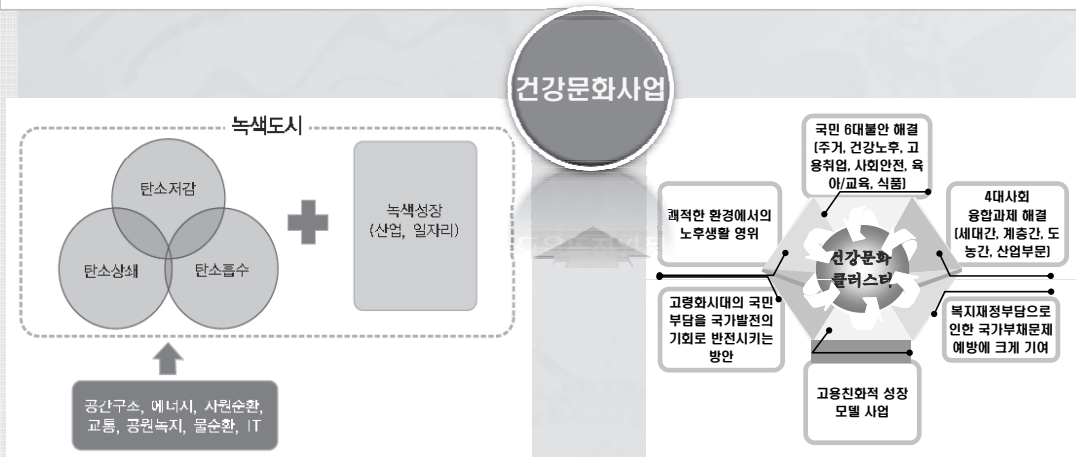 건강문화사업
녹색도시
탄소저감
탄소상쇄
탄소흡수
녹색성장
(산업, 일자리)
공간구조, 에너지, 자원순환,
교통, 공원녹지, 물순환, IT
국민 6대불안 해결
(주거, 건강노후, 고
용취업, 사회안전, 육
아/교육, 식품)
쾌적한 환경에서의
노후생활 영위
4대사회
융합과제 해결
(세대간, 계층간, 도
농간, 산업부문)
건강문화
클러스터
고령화시대의 국민
부담을 국가발전의
기회로 반전시키는
방안
복지재정부담으로
인한 국가부채문제
예방에 크게 기여
고용친화적 성장
모델 사업